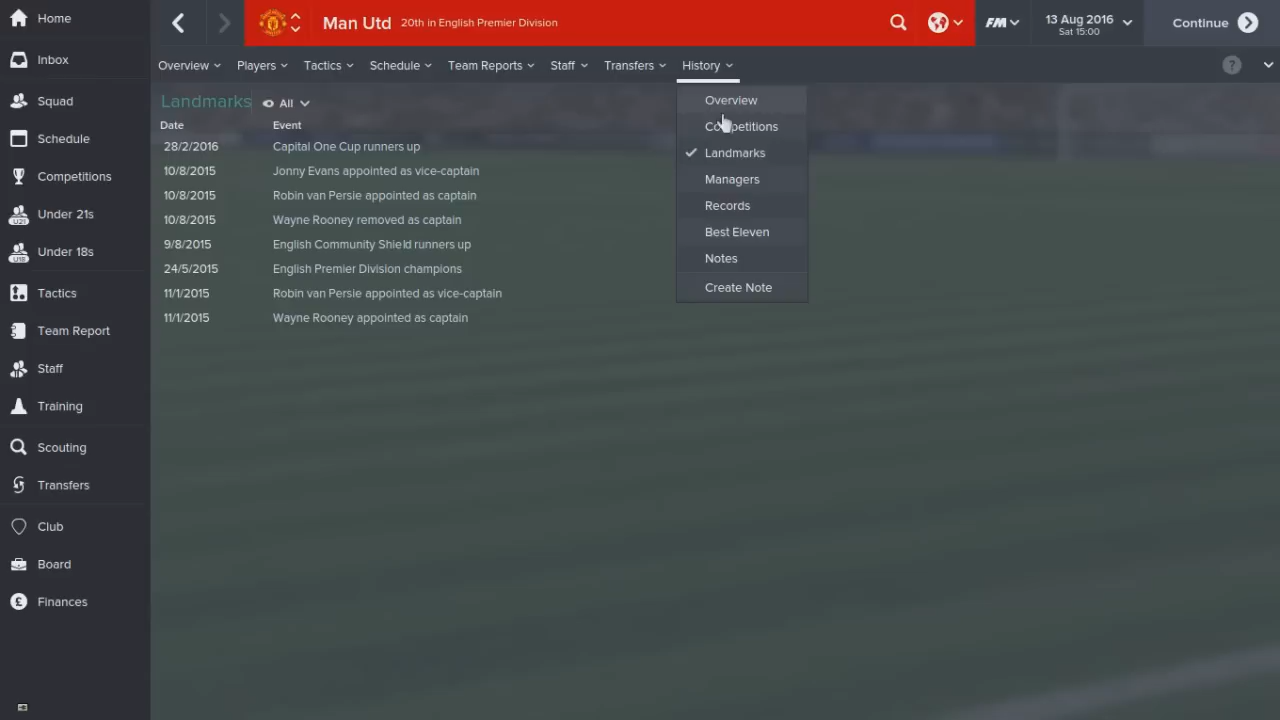 Home
Inbox
Squad
Schedule
Competitions
Under 21s
Under 18s
Tactics
Team Report
Staff
Training
Scouting
Transfers
Club
Board
Finances
Man Utd 20th in English Premier Division
FM
13 Aug 2016
Sat 15:00
Continue
Overview Players Tactics Schedule Team Reports Staff Transfers History
?
Landmarks All
Date Event
28/2/2016 Capital One Cup runners up
10/8/2015 Jonny Evans appointed as vice-captain
10/8/2015 Robin van Persie appointed as captain
10/8/2015 Wayne Rooney removed as captain
9/8/2015 English Community Shield runners up
24/5/2015 English Premier Division champions
11/1/2015 Robin van Persie appointed as vice-captain
11/1/2015 Wayne Rooney appointed as captain
Overview
Competitions
Landmarks
Managers
Records
Best Eleven
Notes
Create Note